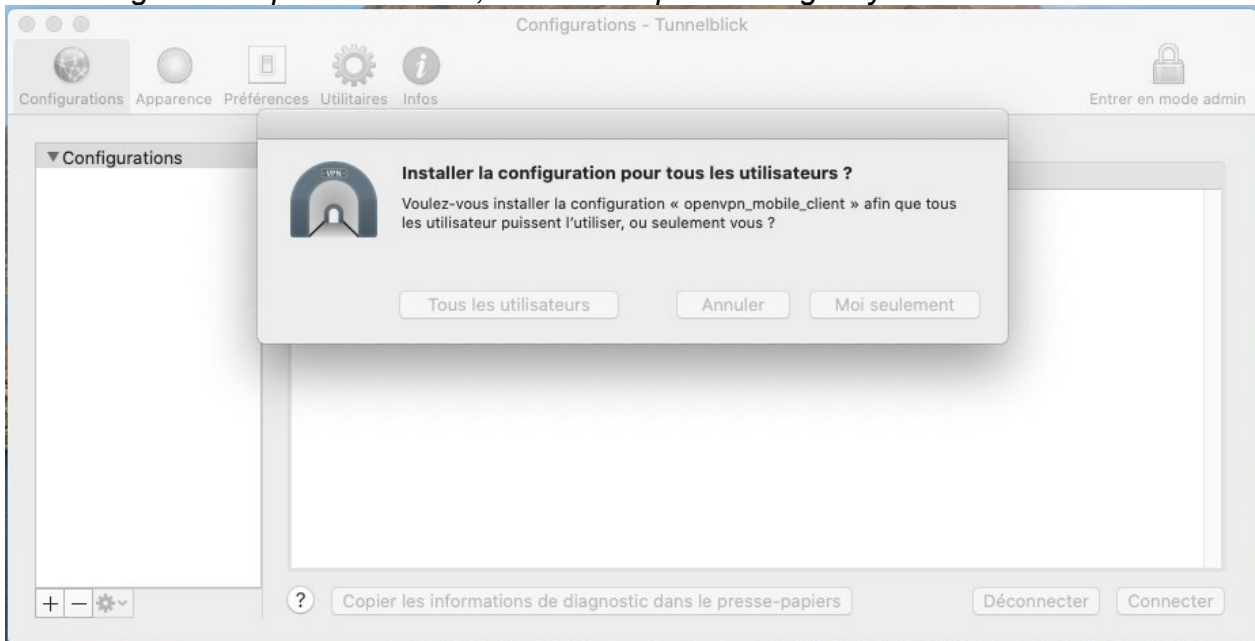 Configurations - Tunnelblick
Configurations Apparence Préférences Utilitaires Infos
Entrer en mode admin
▼Configurations
VPN
Installer la configuration pour tous les utilisateurs ?
Voulez-vous installer la configuration « openvpn_mobile_client » afin que tous
les utilisateur puissent l’utiliser, ou seulement vous ?
Tous les utilisateurs Annuler Moi seulement
+ −
? Copier les informations de diagnostic dans le presse-papiers Déconnecter Connecter